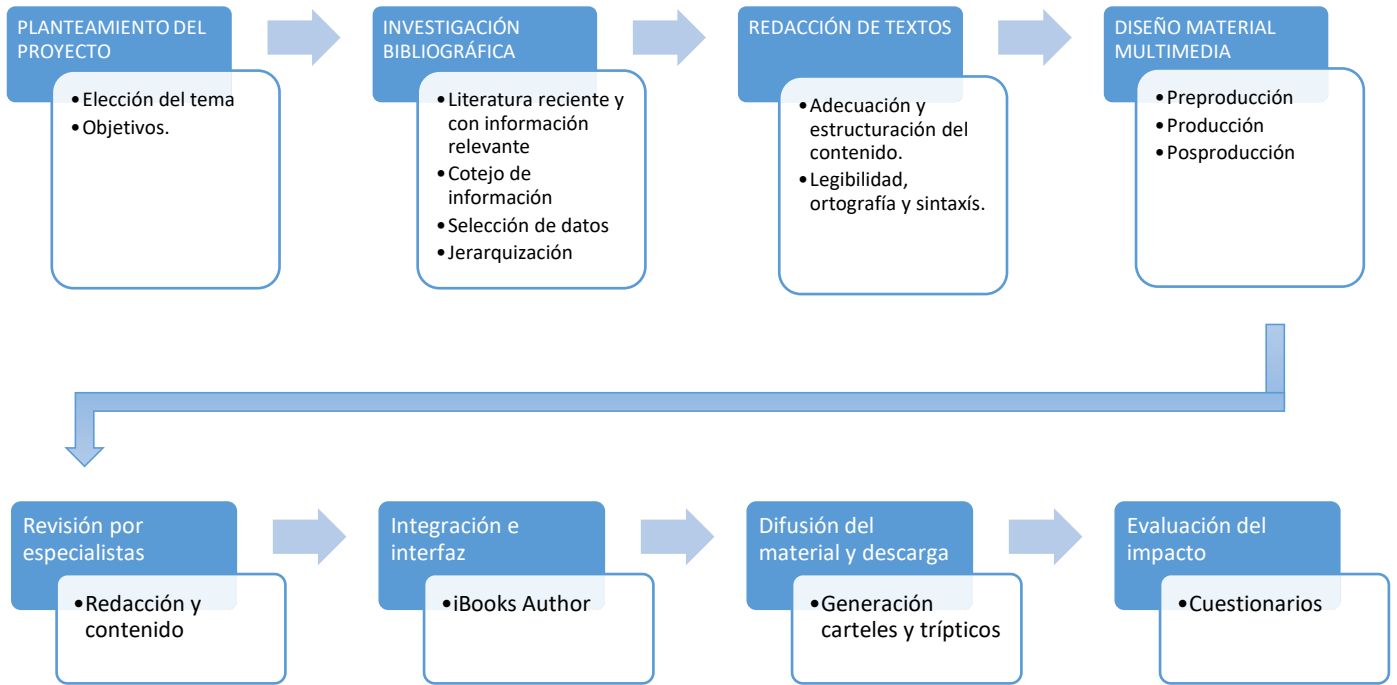 PLANTEAMIENTO DEL
PROYECTO
• Elección del tema
• Objetivos.
INVESTIGACIÓN
BIBLIOGRÁFICA
• Literatura reciente y
con información
relevante
• Cotejo de
información
• Selección de datos
• Jerarquización
REDACCIÓN DE TEXTOS
• Adecuación y
estructuración del
contenido.
• Legibilidad,
ortografía y sintaxís.
DISEÑO MATERIAL
MULTIMEDIA
• Preproducción
• Producción
• Posproducción
Revisión por
especialistas
• Redacción y
contenido
Integración e
interfaz
• iBooks Author
Difusión del
material y descarga
• Generación
carteles y trípticos
Evaluación del
impacto
• Cuestionarios